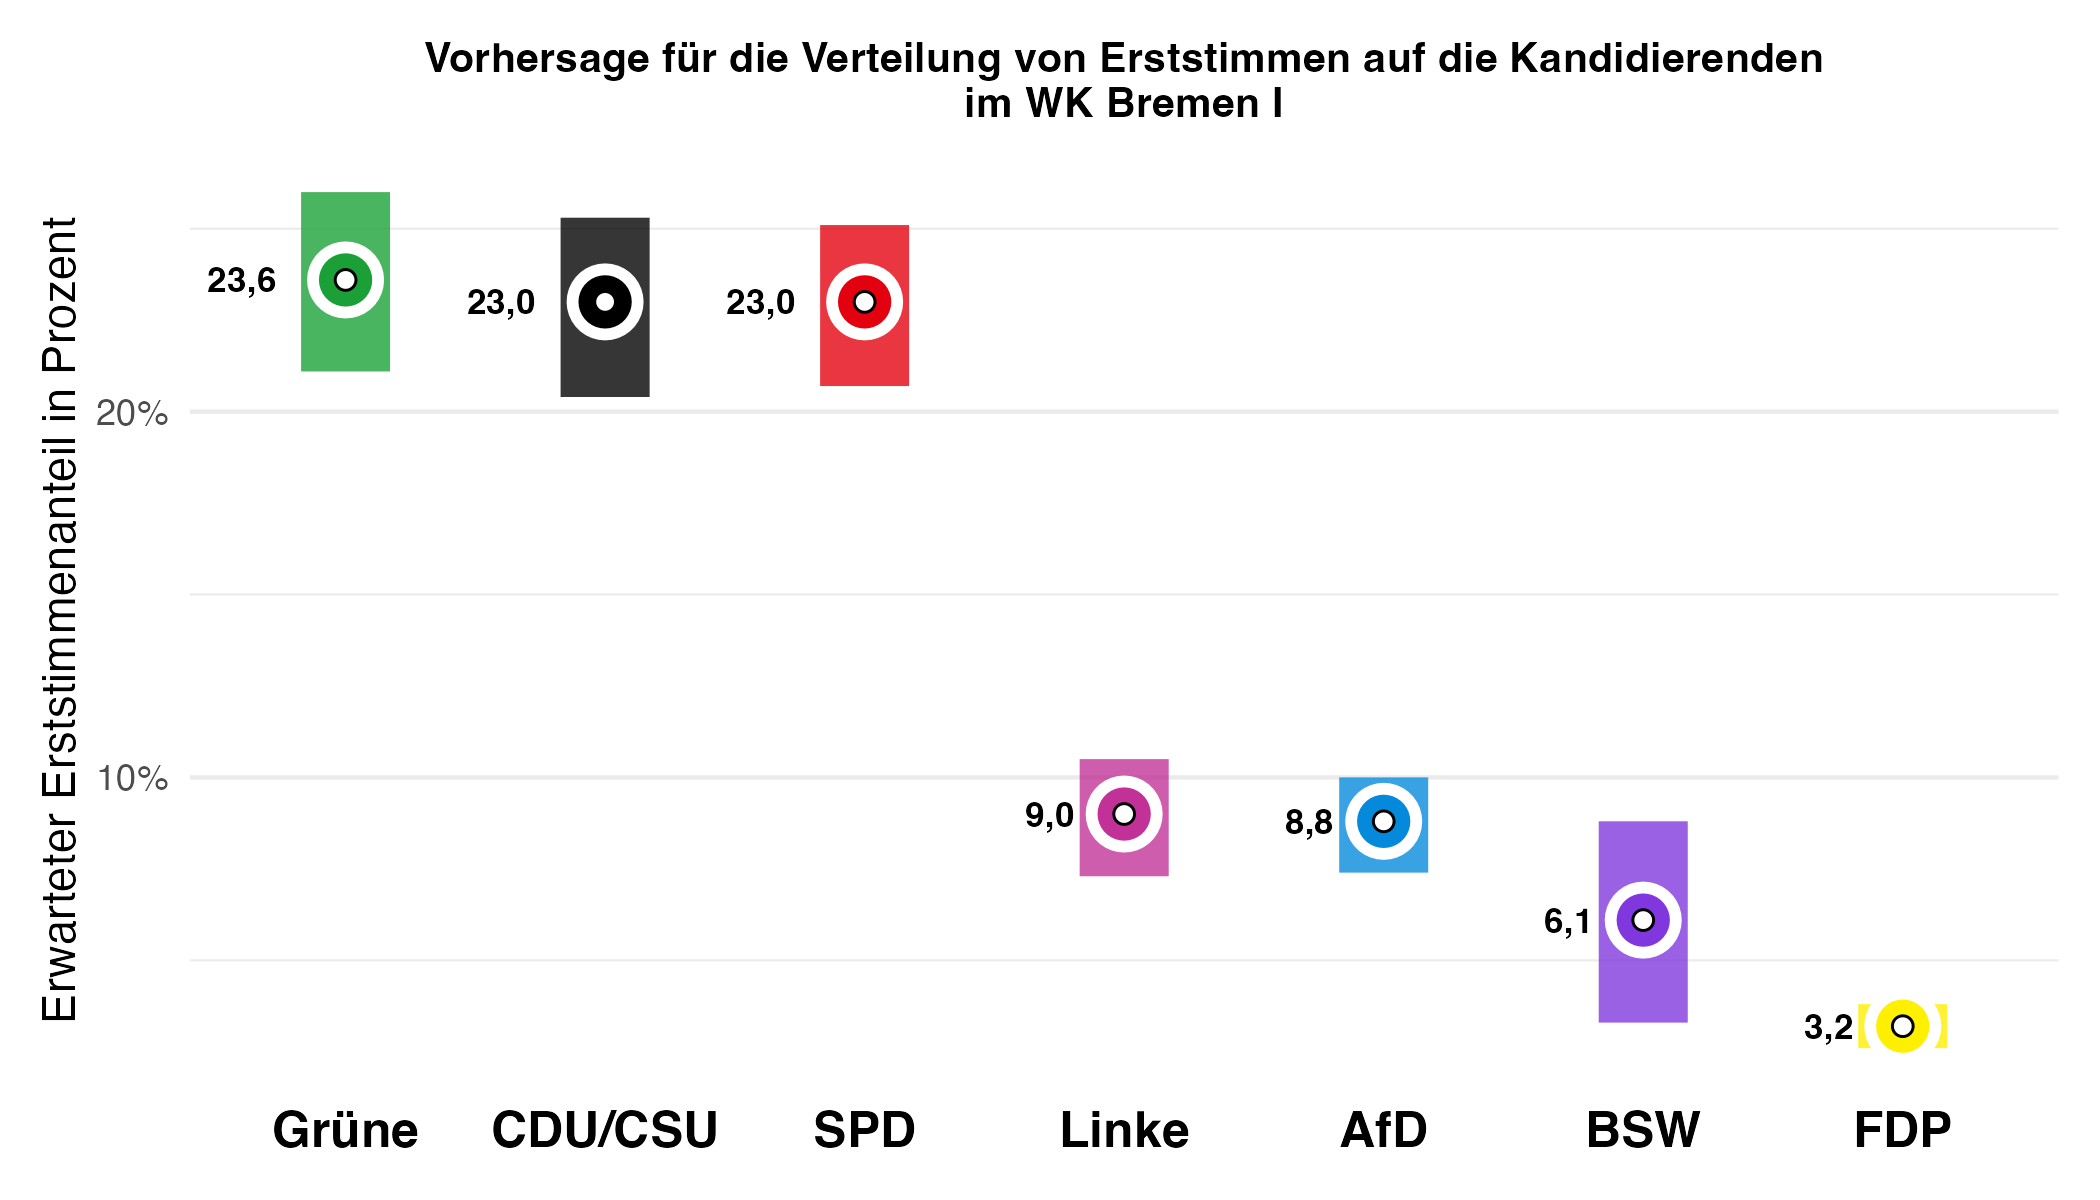 Vorhersage für die Verteilung von Erststimmen auf die Kandidierenden
im WK Bremen I
Erwarteter Erststimmenanteil in Prozent
20%
10%
23,6
23,0
23,0
9,0
8,8
6,1
3,2
Grüne
CDU/CSU
SPD
Linke
AfD
BSW
FDP